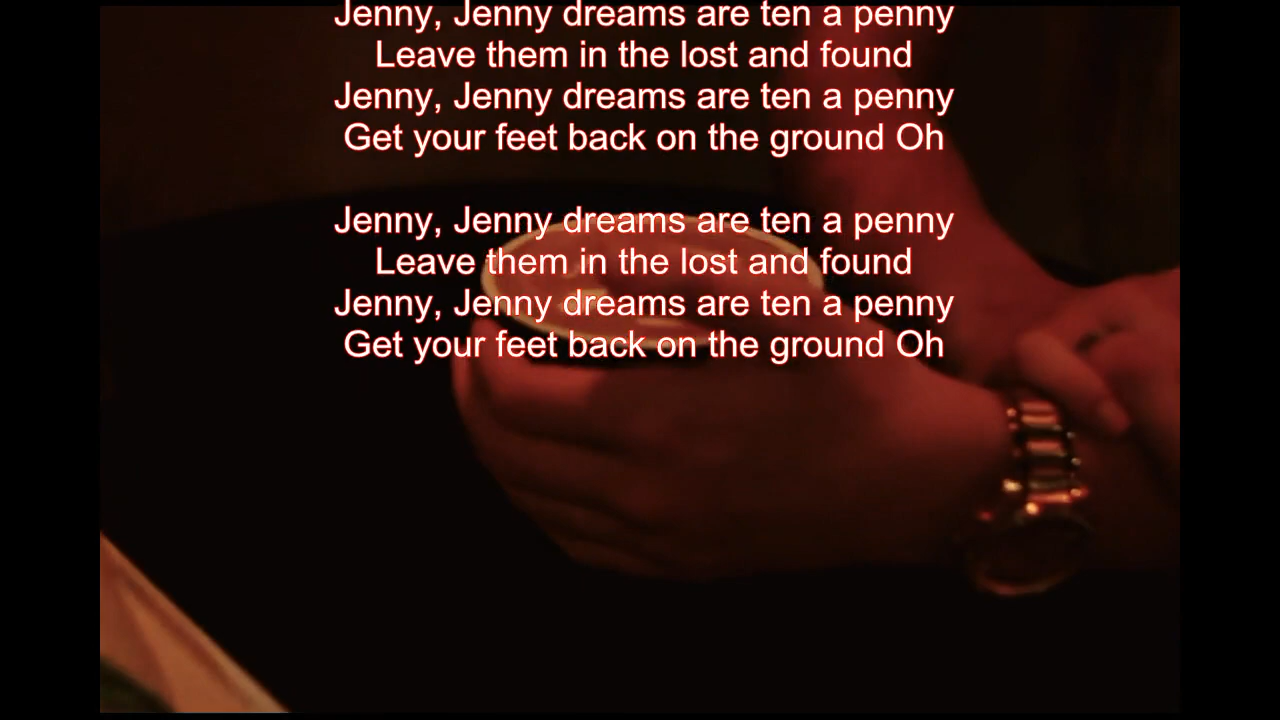 Jenny, Jenny dreams are ten a penny
Leave them in the lost and found
Jenny, Jenny dreams are ten a penny
Get your feet back on the ground Oh
Jenny, Jenny dreams are ten a penny
Leave them in the lost and found
Jenny, Jenny dreams are ten a penny
Get your feet back on the ground Oh